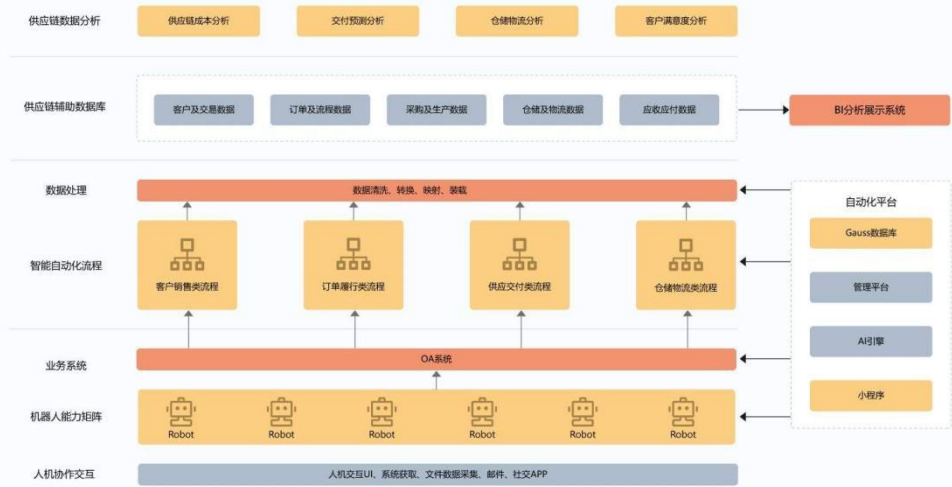 供应链数据分析
供应链成本分析
交付预测分析
仓储物流分析
客户满意度分析
供应链辅助数据库
客户及交易数据
订单及流程数据
采购及生产数据
仓储及物流数据
应收应付数据
BI分析展示系统
数据处理
数据清洗、转换、映射、装载
自动化平台
Gauss数据库
管理平台
AI引擎
小程序
智能自动化流程
客户销售类流程
订单履行类流程
供应交付类流程
仓储物流类流程
业务系统
OA系统
机器人能力矩阵
Robot
Robot
Robot
Robot
Robot
Robot
人机协作交互
人机交互UI、系统获取、文件数据采集、邮件、社交APP